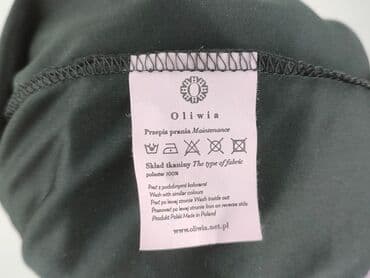 Oliwia
Przepis prania Maintenance
Skład tkaniny The type of fabric
poliester 100%
Prać z podobnymi kolorami
Wash with similar colours
Prać po lewej stronie Wash inside out
Prasować po lewej stronie Iron on reverse side
Produkt Polski Made in Poland
www.oliwia.net.pl